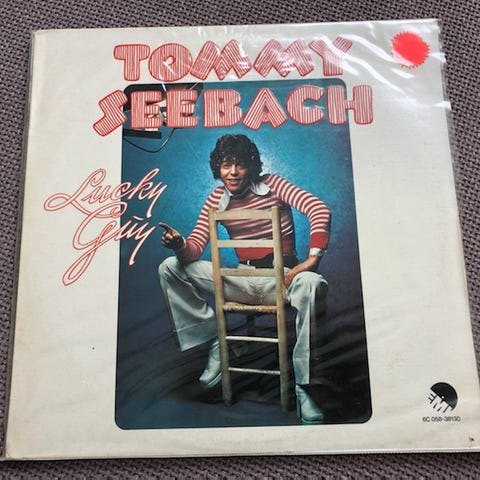 TOMMY
SEEBACH
Lucky
Guy
EMI
6C 058-38130